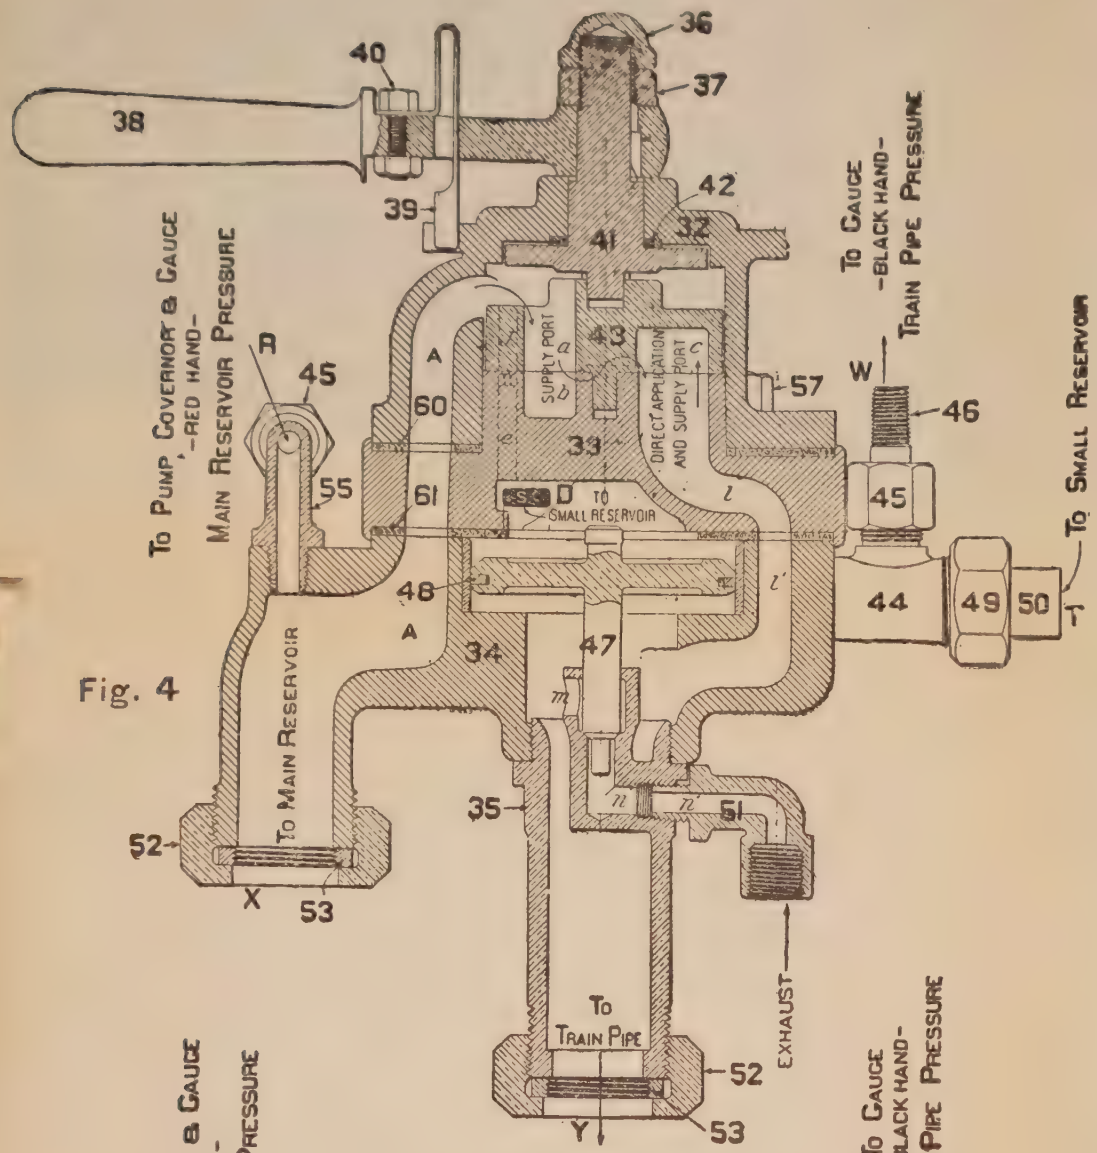 36
40
37
38
42
32
39
41
TO GAUGE
-BLACK HAND-
TRAIN PIPE PRESSURE
TO PUMP GOVERNOR & GAUGE
-RED HAND-
MAIN RESERVOIR PRESSURE
R
45
A
60
SUPPLY PORT
a
b
43
DIRECT APPLICATION
AND SUPPLY PORT
c
57
W
46
33
55
61
D
TO
SMALL RESERVOIR
l
45
TO SMALL RESERVOIR
48
l'
44
49
50
A
34
47
Fig. 4
m
TO MAIN RESERVOIR
35
n
n'
51
52
X
53
EXHAUST
TO
TRAIN PIPE
52
Y
53
& GAUGE
-
PRESSURE
TO GAUGE
BLACK HAND-
PIPE PRESSURE